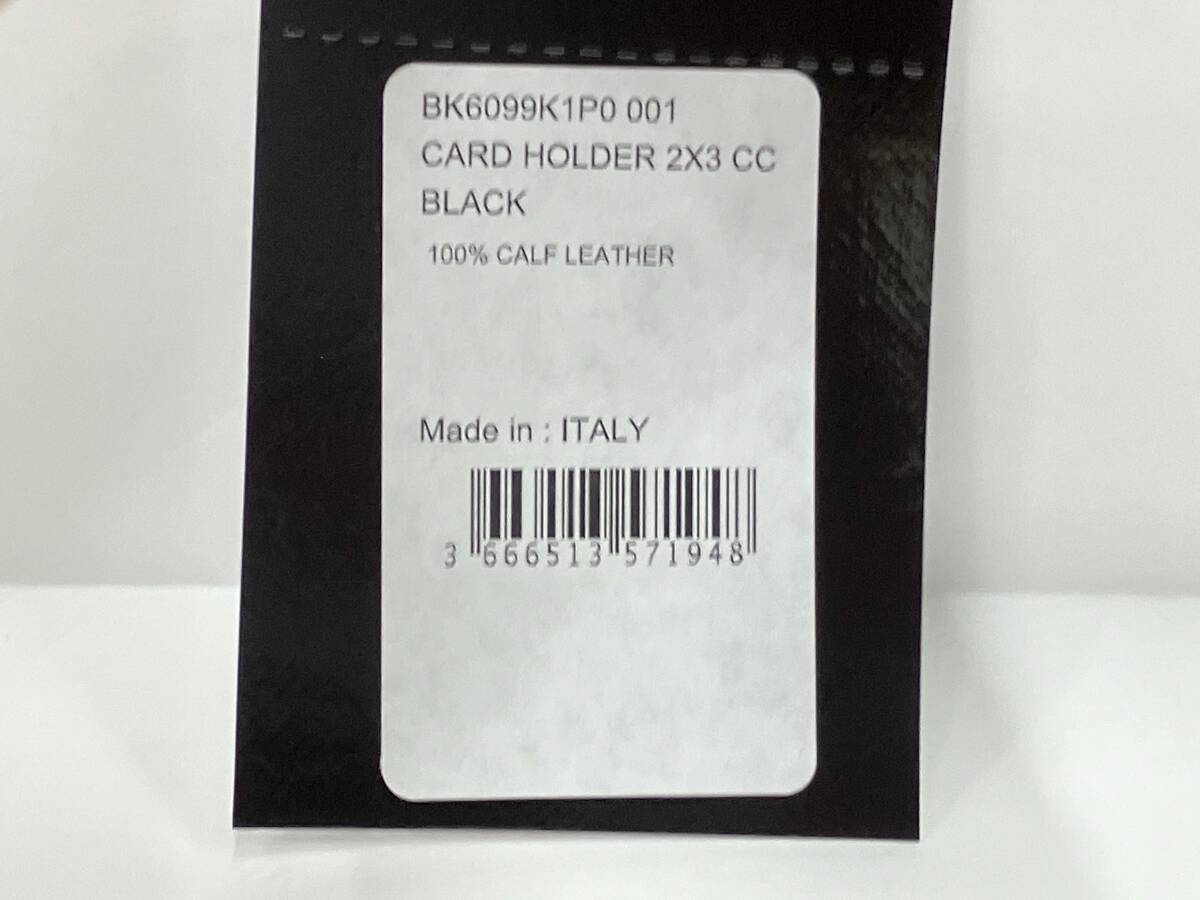 BK6099K1P0 001
CARD HOLDER 2X3 CC
BLACK
100% CALF LEATHER
Made in : ITALY
3 666513 571948